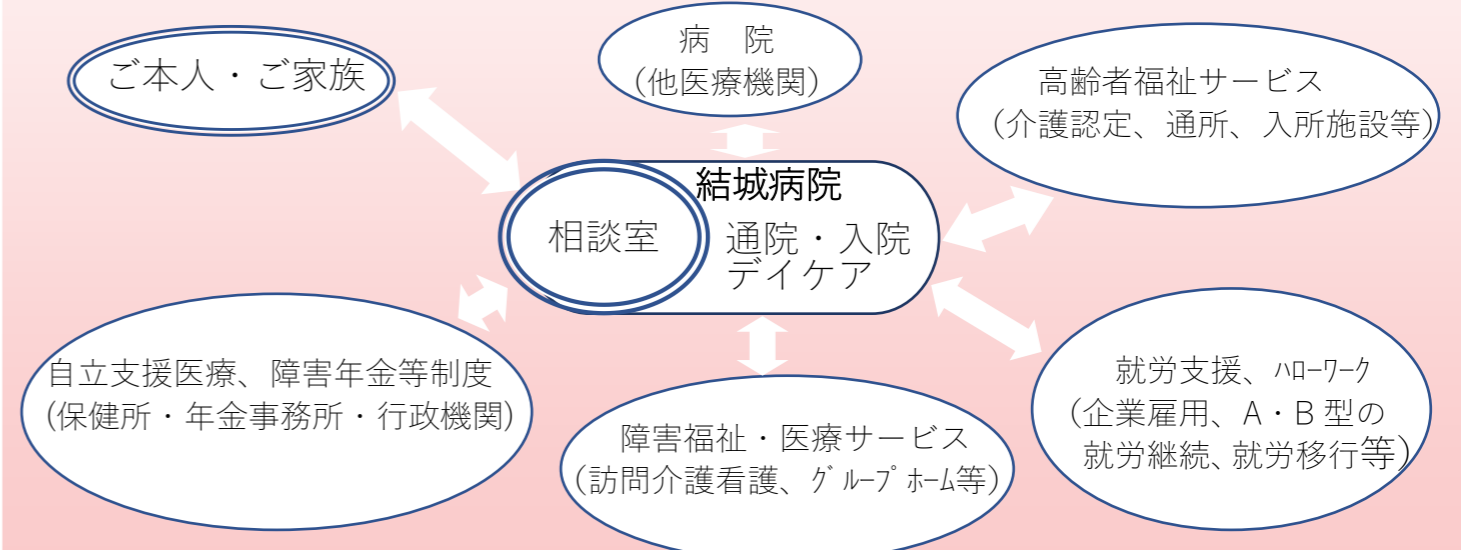 ご本人・ご家族
病　院
(他医療機関)
高齢者福祉サービス
(介護認定、通所、入所施設等)
結城病院
相談室
通院・入院
デイケア
自立支援医療、障害年金等制度
(保健所・年金事務所・行政機関)
障害福祉・医療サービス
(訪問介護看護、グループホーム等)
就労支援、ﾊﾛｰﾜｰｸ
(企業雇用、A・B 型の
就労継続、就労移行等)